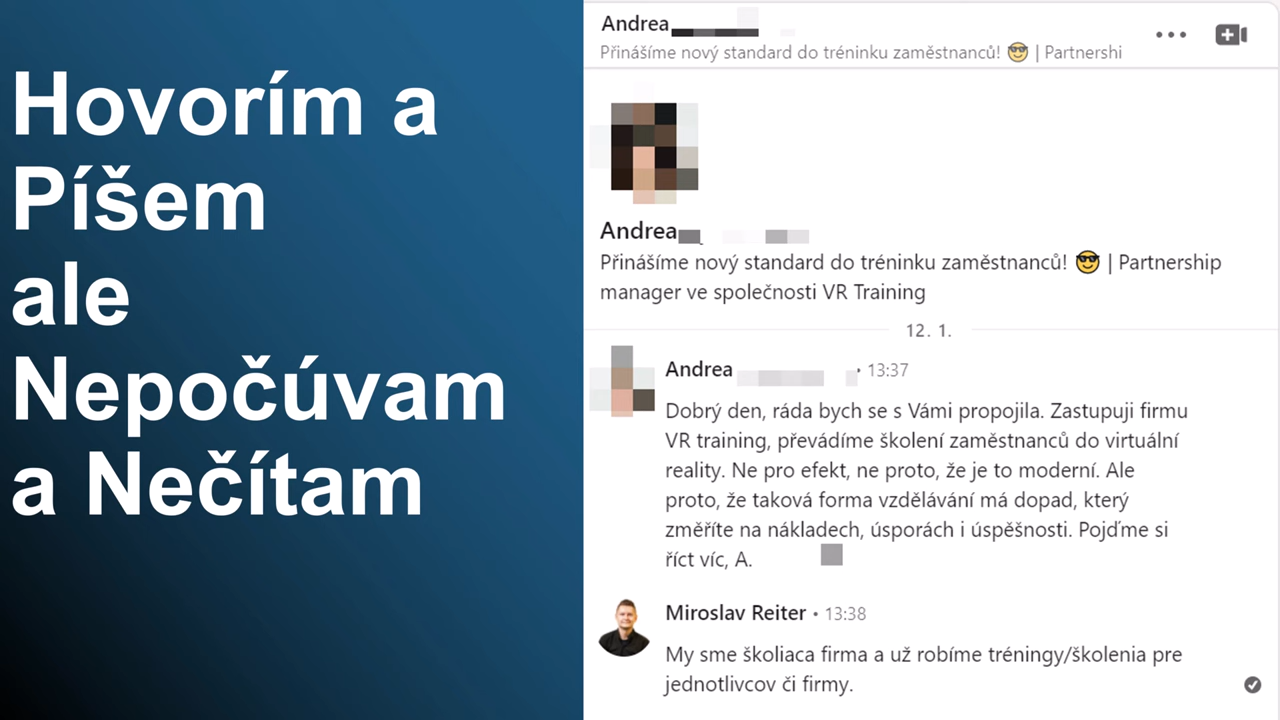 Hovorím a
Píšem
ale
Nepočúvam
a Nečítam
Andrea
Přinášíme nový standard do tréninku zaměstnanců! 😎 | Partnershi
Andrea
Přinášíme nový standard do tréninku zaměstnanců! 😎 | Partnership
manager ve společnosti VR Training
12. 1.
Andrea • 13:37
Dobrý den, ráda bych se s Vámi propojila. Zastupuji firmu
VR training, převádíme školení zaměstnanců do virtuální
reality. Ne pro efekt, ne proto, že je to moderní. Ale
proto, že taková forma vzdělávání má dopad, který
změříte na nákladech, úsporách i úspěšnosti. Pojďme si
říct víc, A.
Miroslav Reiter • 13:38
My sme školiaca firma a už robíme tréningy/školenia pre
jednotlivcov či firmy.